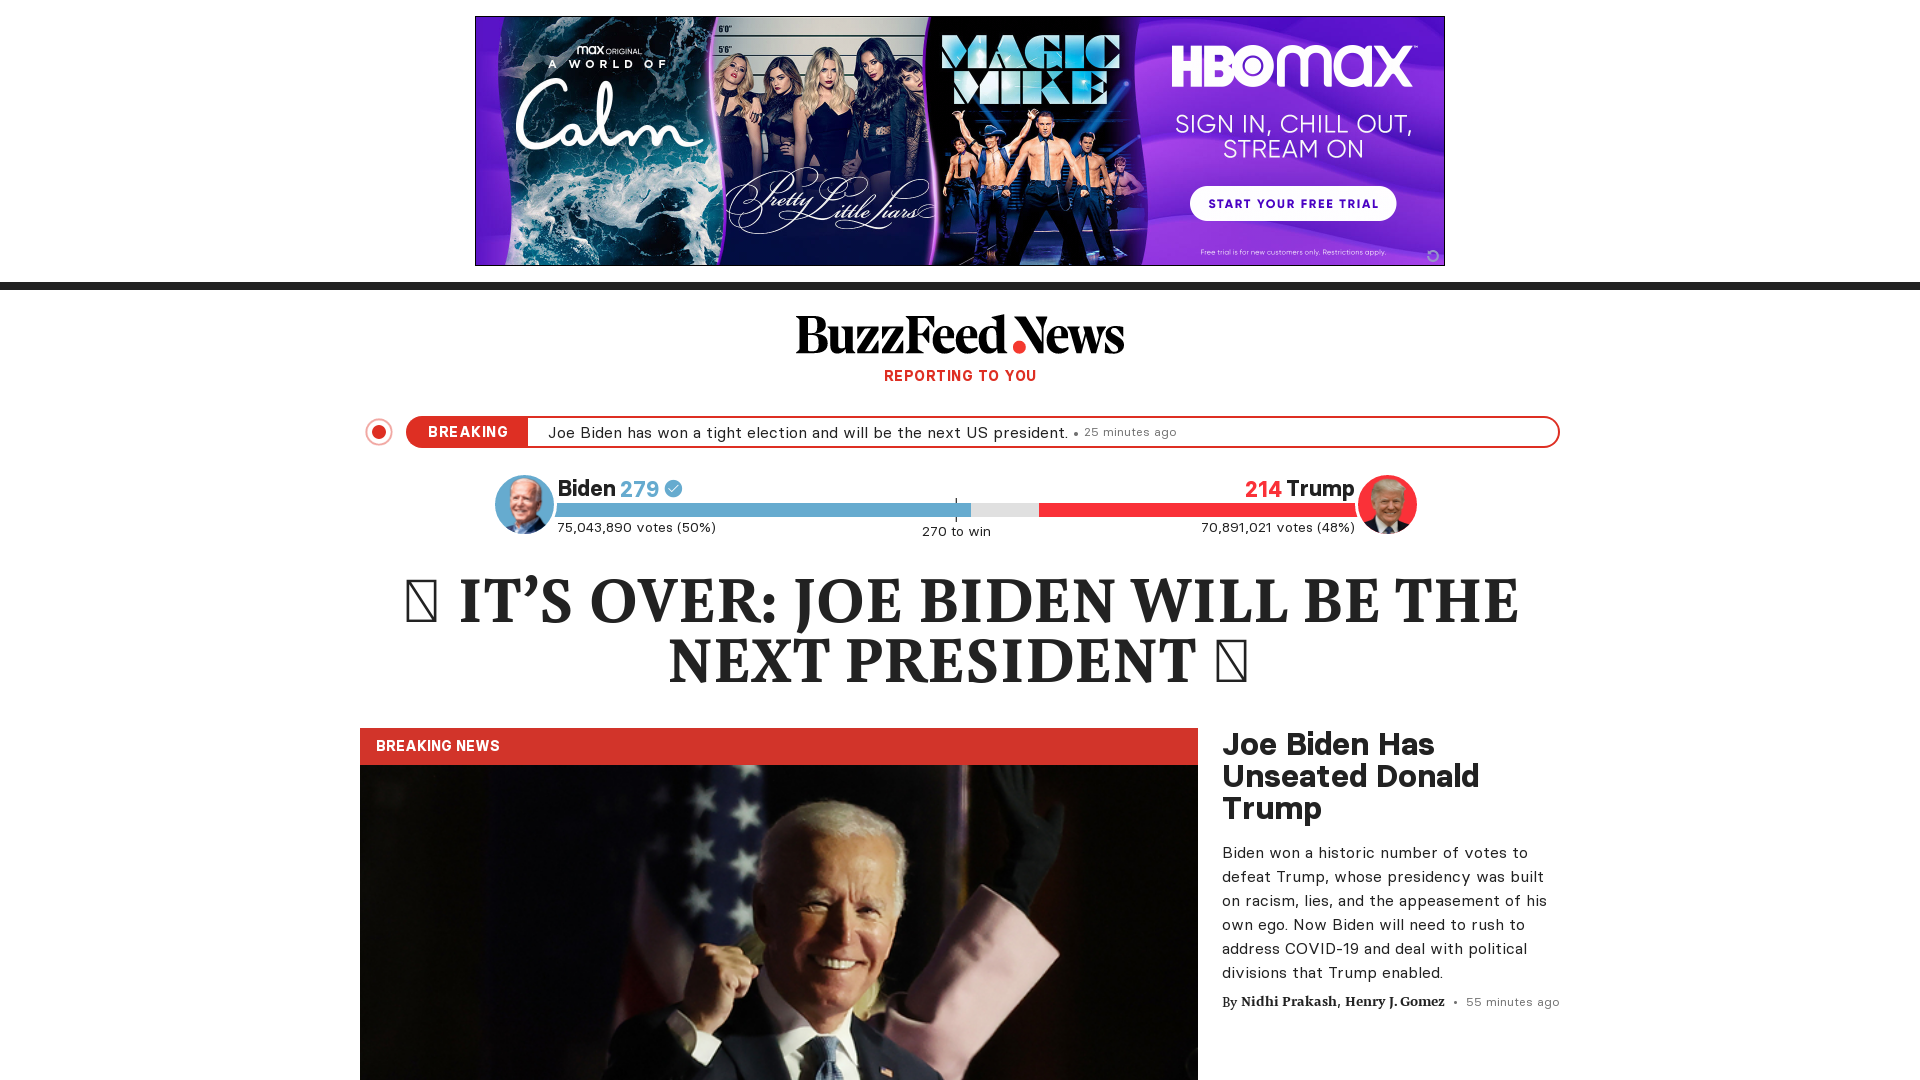 max ORIGINAL
A WORLD OF
Calm
6'0"
5'6"
Pretty Little Liars
MAGIC
MIKE
HBOmax
SIGN IN, CHILL OUT,
STREAM ON
START YOUR FREE TRIAL
Free trial is for new customers only. Restrictions apply.
BuzzFeed News
REPORTING TO YOU
BREAKING Joe Biden has won a tight election and will be the next US president. • 25 minutes ago
Biden 279 214 Trump
75,043,890 votes (50%) 70,891,021 votes (48%)
270 to win
IT’S OVER: JOE BIDEN WILL BE THE
NEXT PRESIDENT
BREAKING NEWS
Joe Biden Has
Unseated Donald
Trump
Biden won a historic number of votes to
defeat Trump, whose presidency was built
on racism, lies, and the appeasement of his
own ego. Now Biden will need to rush to
address COVID-19 and deal with political
divisions that Trump enabled.
By Nidhi Prakash, Henry J. Gomez • 55 minutes ago